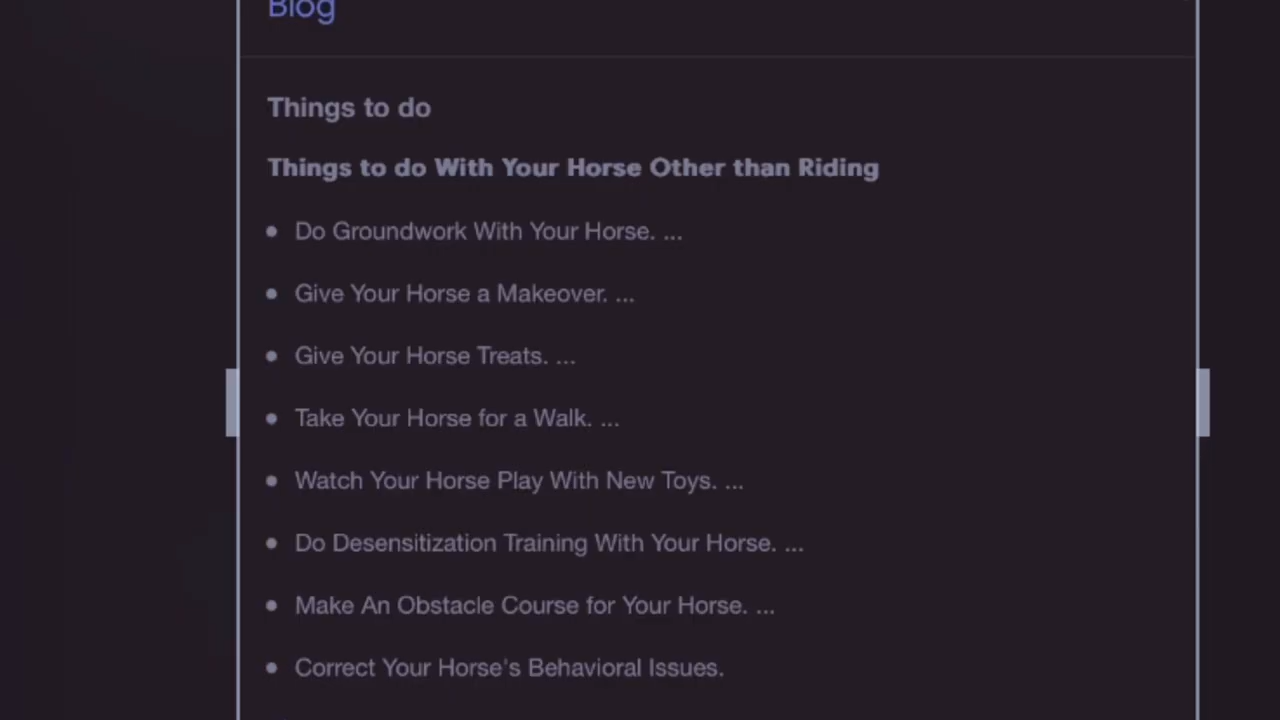 Blog
Things to do
Things to do With Your Horse Other than Riding
Do Groundwork With Your Horse. ...
Give Your Horse a Makeover. ...
Give Your Horse Treats. ...
Take Your Horse for a Walk. ...
Watch Your Horse Play With New Toys. ...
Do Desensitization Training With Your Horse. ...
Make An Obstacle Course for Your Horse. ...
Correct Your Horse's Behavioral Issues.